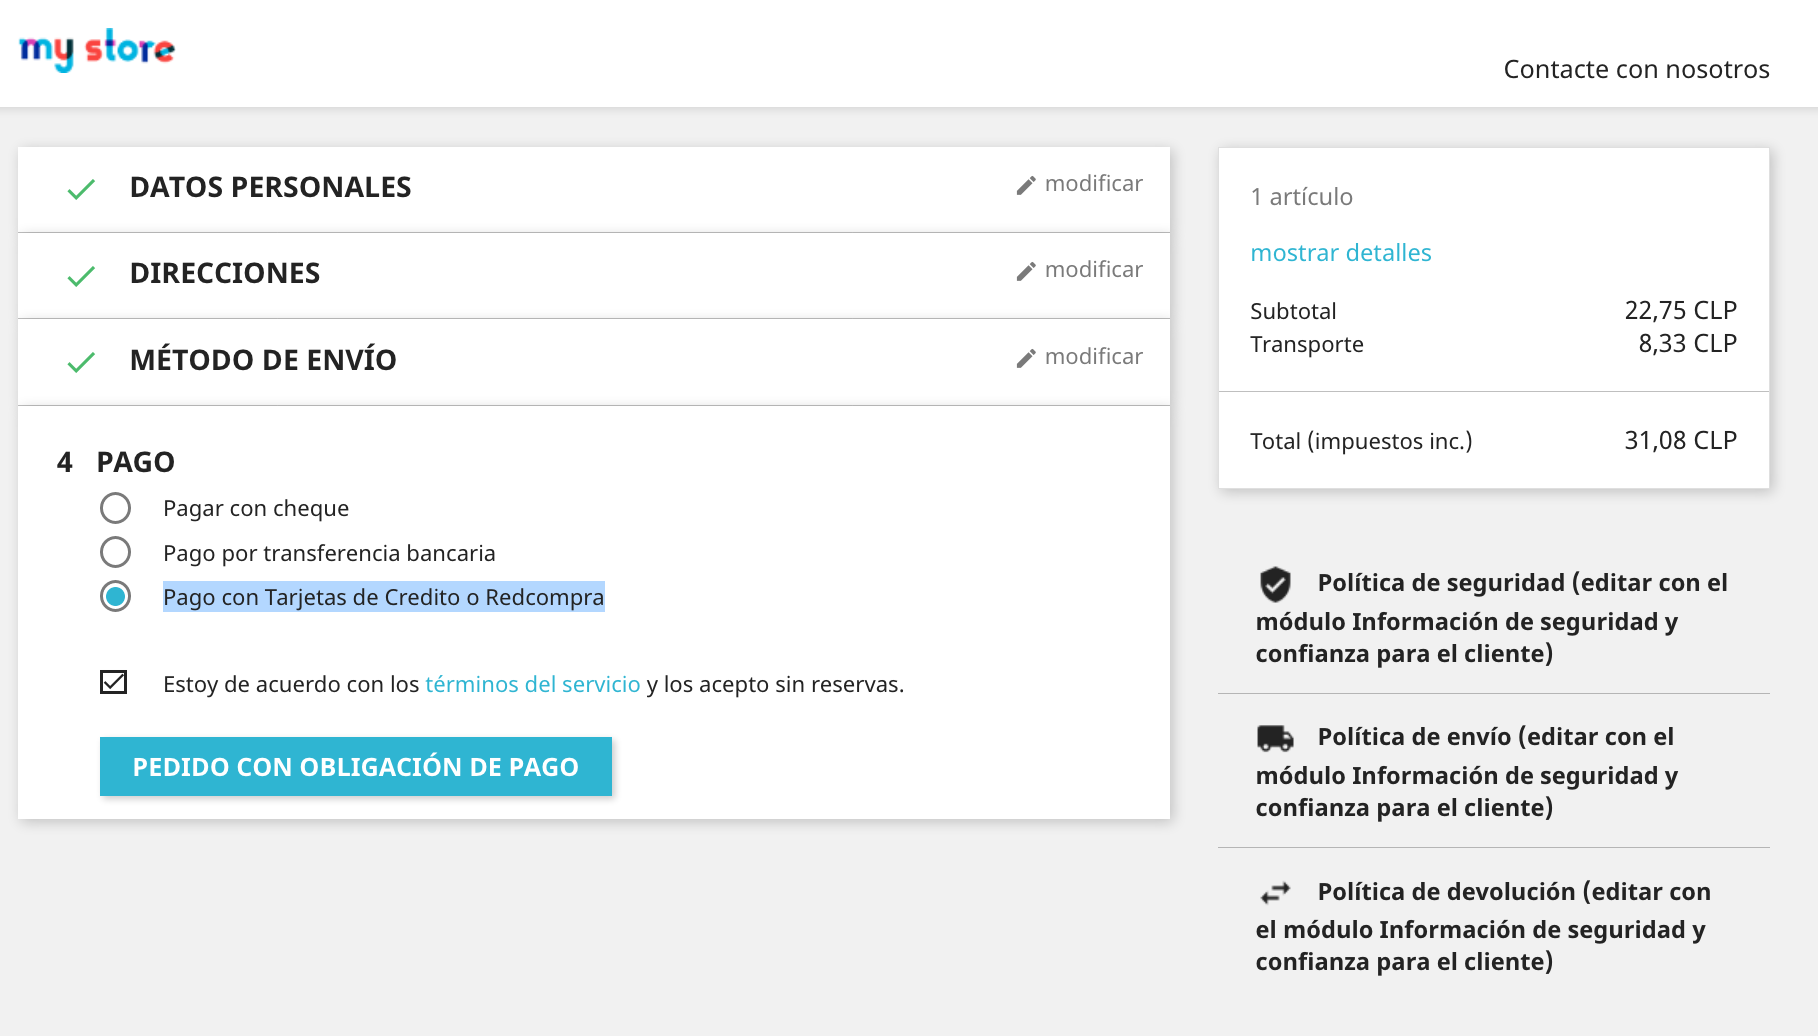 my store
Contacte con nosotros
DATOS PERSONALES
modificar
DIRECCIONES
modificar
MÉTODO DE ENVÍO
modificar
4 PAGO
Pagar con cheque
Pago por transferencia bancaria
Pago con Tarjetas de Credito o Redcompra
Estoy de acuerdo con los términos del servicio y los acepto sin reservas.
PEDIDO CON OBLIGACIÓN DE PAGO
1 artículo
mostrar detalles
Subtotal 22,75 CLP
Transporte 8,33 CLP
Total (impuestos inc.) 31,08 CLP
Política de seguridad (editar con el
módulo Información de seguridad y
confianza para el cliente)
Política de envío (editar con el
módulo Información de seguridad y
confianza para el cliente)
Política de devolución (editar con
el módulo Información de seguridad y
confianza para el cliente)